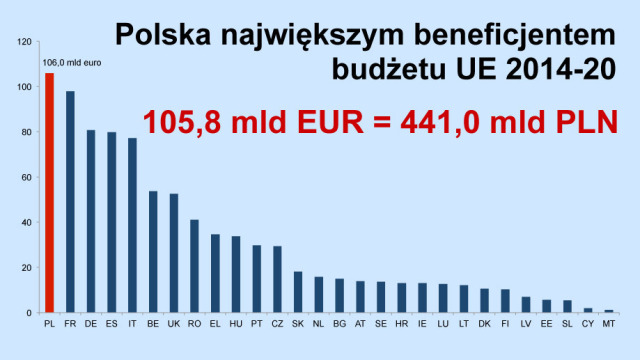 Polska największym beneficjentem
budżetu UE 2014-20
105,8 mld EUR = 441,0 mld PLN
106,0 mld euro
120
100
80
60
40
20
0
PL FR DE ES IT BE UK RO EL HU PT CZ SK NL BG AT SE HR IE LU LT DK FI LV EE SL CY MT